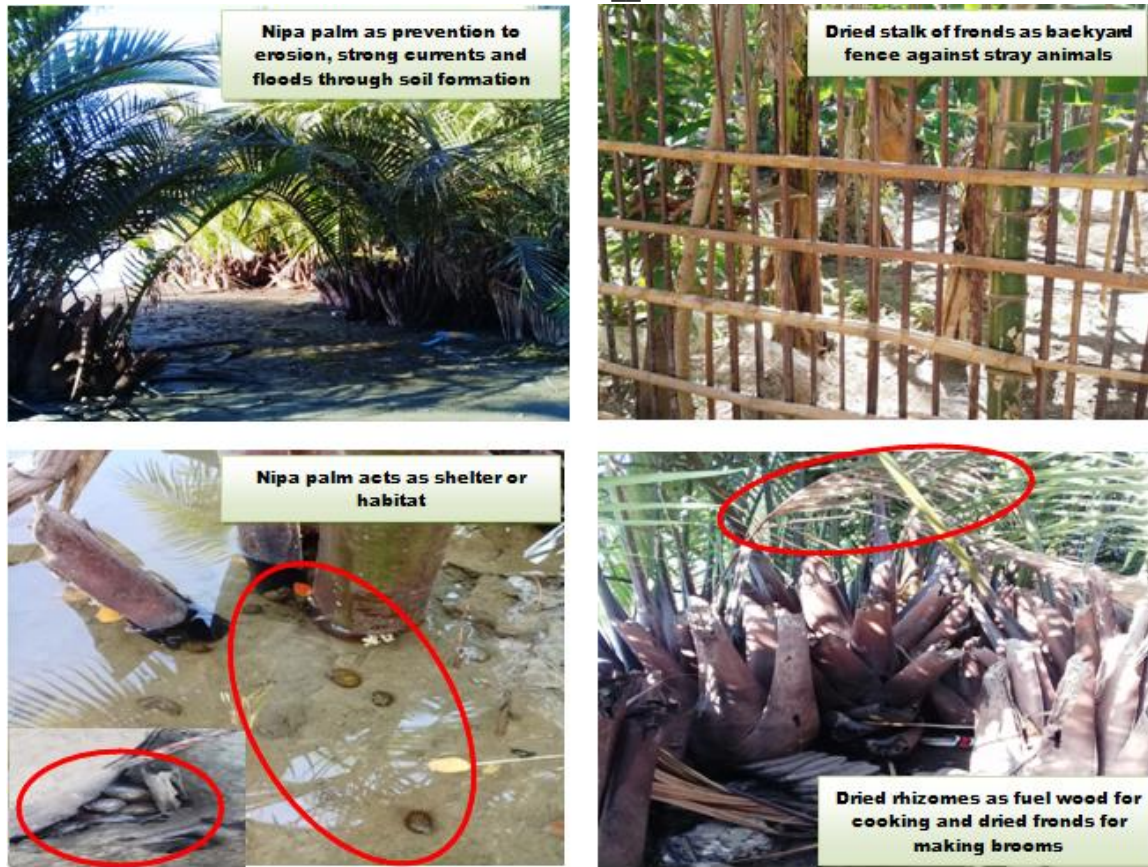 Nipa palm as prevention to
erosion, strong currents and
floods through soil formation
Dried stalk of fronds as backyard
fence against stray animals
Nipa palm acts as shelter or
habitat
Dried rhizomes as fuel wood for
cooking and dried fronds for
making brooms